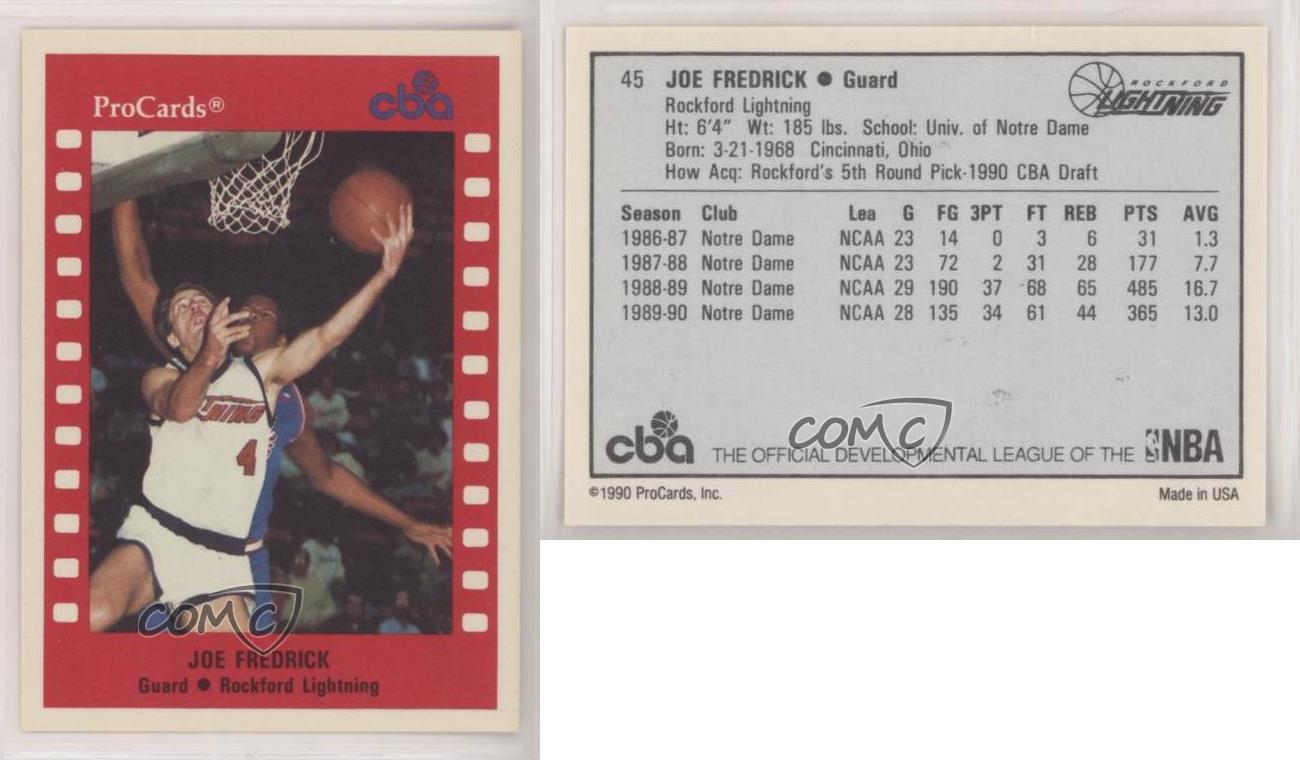 ProCards®
cba
NING
4
COMC
JOE FREDRICK
Guard ● Rockford Lightning
45 JOE FREDRICK ● Guard
ROCKFORD
LIGHTNING
Rockford Lightning
Ht: 6'4" Wt: 185 lbs. School: Univ. of Notre Dame
Born: 3-21-1968 Cincinnati, Ohio
How Acq: Rockford's 5th Round Pick-1990 CBA Draft
Season Club Lea G FG 3PT FT REB PTS AVG
1986-87 Notre Dame NCAA 23 14 0 3 6 31 1.3
1987-88 Notre Dame NCAA 23 72 2 31 28 177 7.7
1988-89 Notre Dame NCAA 29 190 37 68 65 485 16.7
1989-90 Notre Dame NCAA 28 135 34 61 44 365 13.0
COMC
cba THE OFFICIAL DEVELOPMENTAL LEAGUE OF THE NBA
©1990 ProCards, Inc. Made in USA